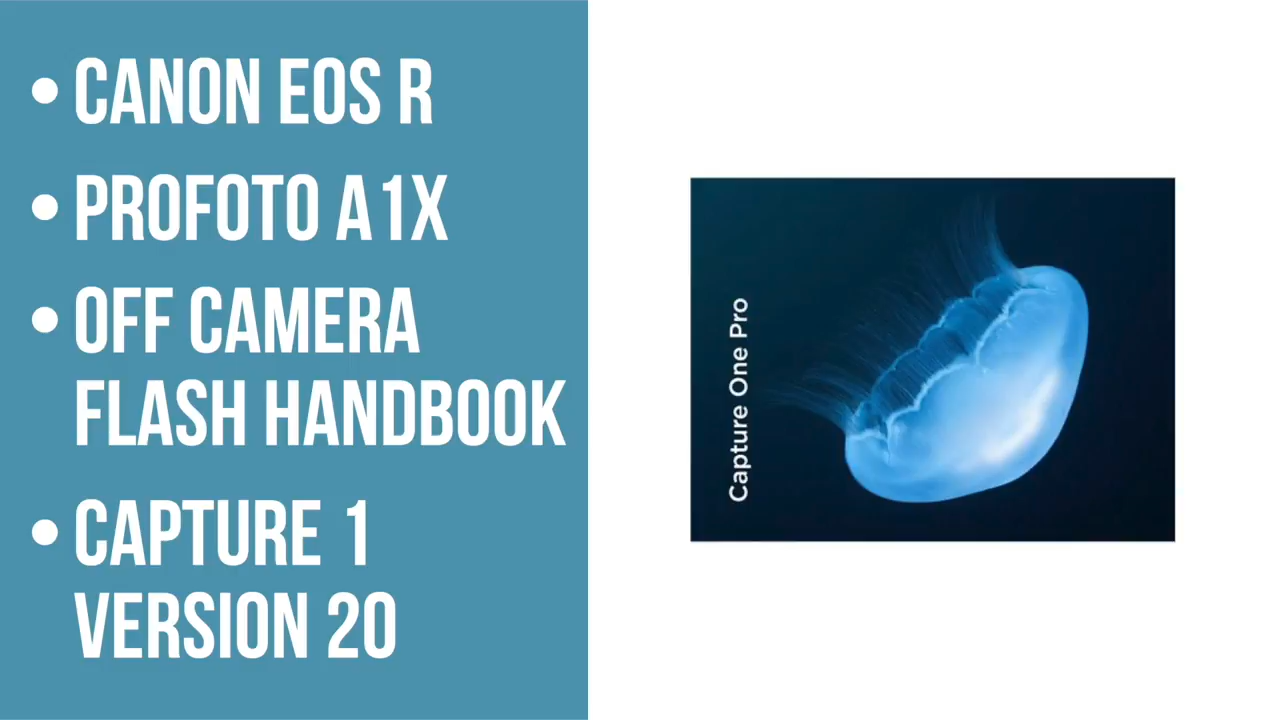 • CANON EOS R
• PROFOTO A1X
• OFF CAMERA
FLASH HANDBOOK
• CAPTURE 1
VERSION 20
Capture One Pro